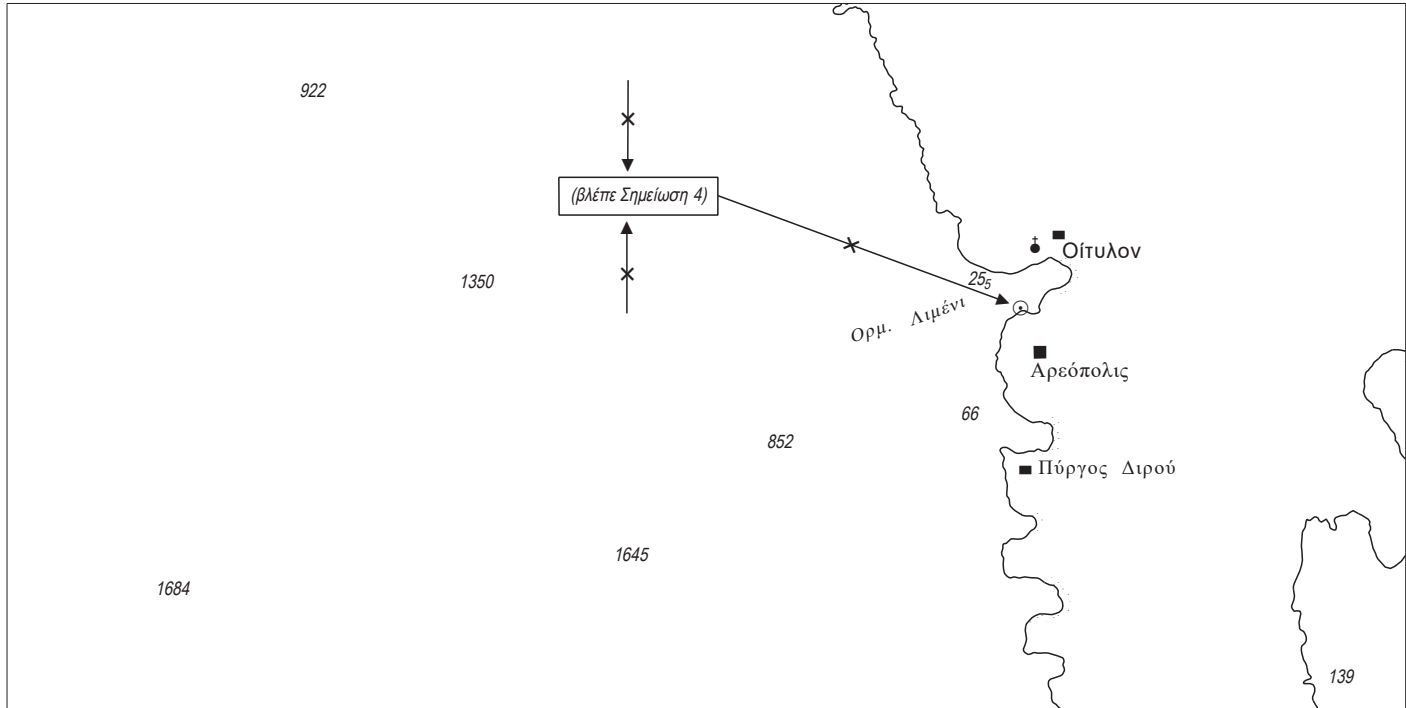 922
(βλέπε Σημείωση 4)
Οίτυλον
1350
25₅
Ορμ. Λιμένι
Αρεόπολις
66
852
Πύργος Διρού
1645
1684
139